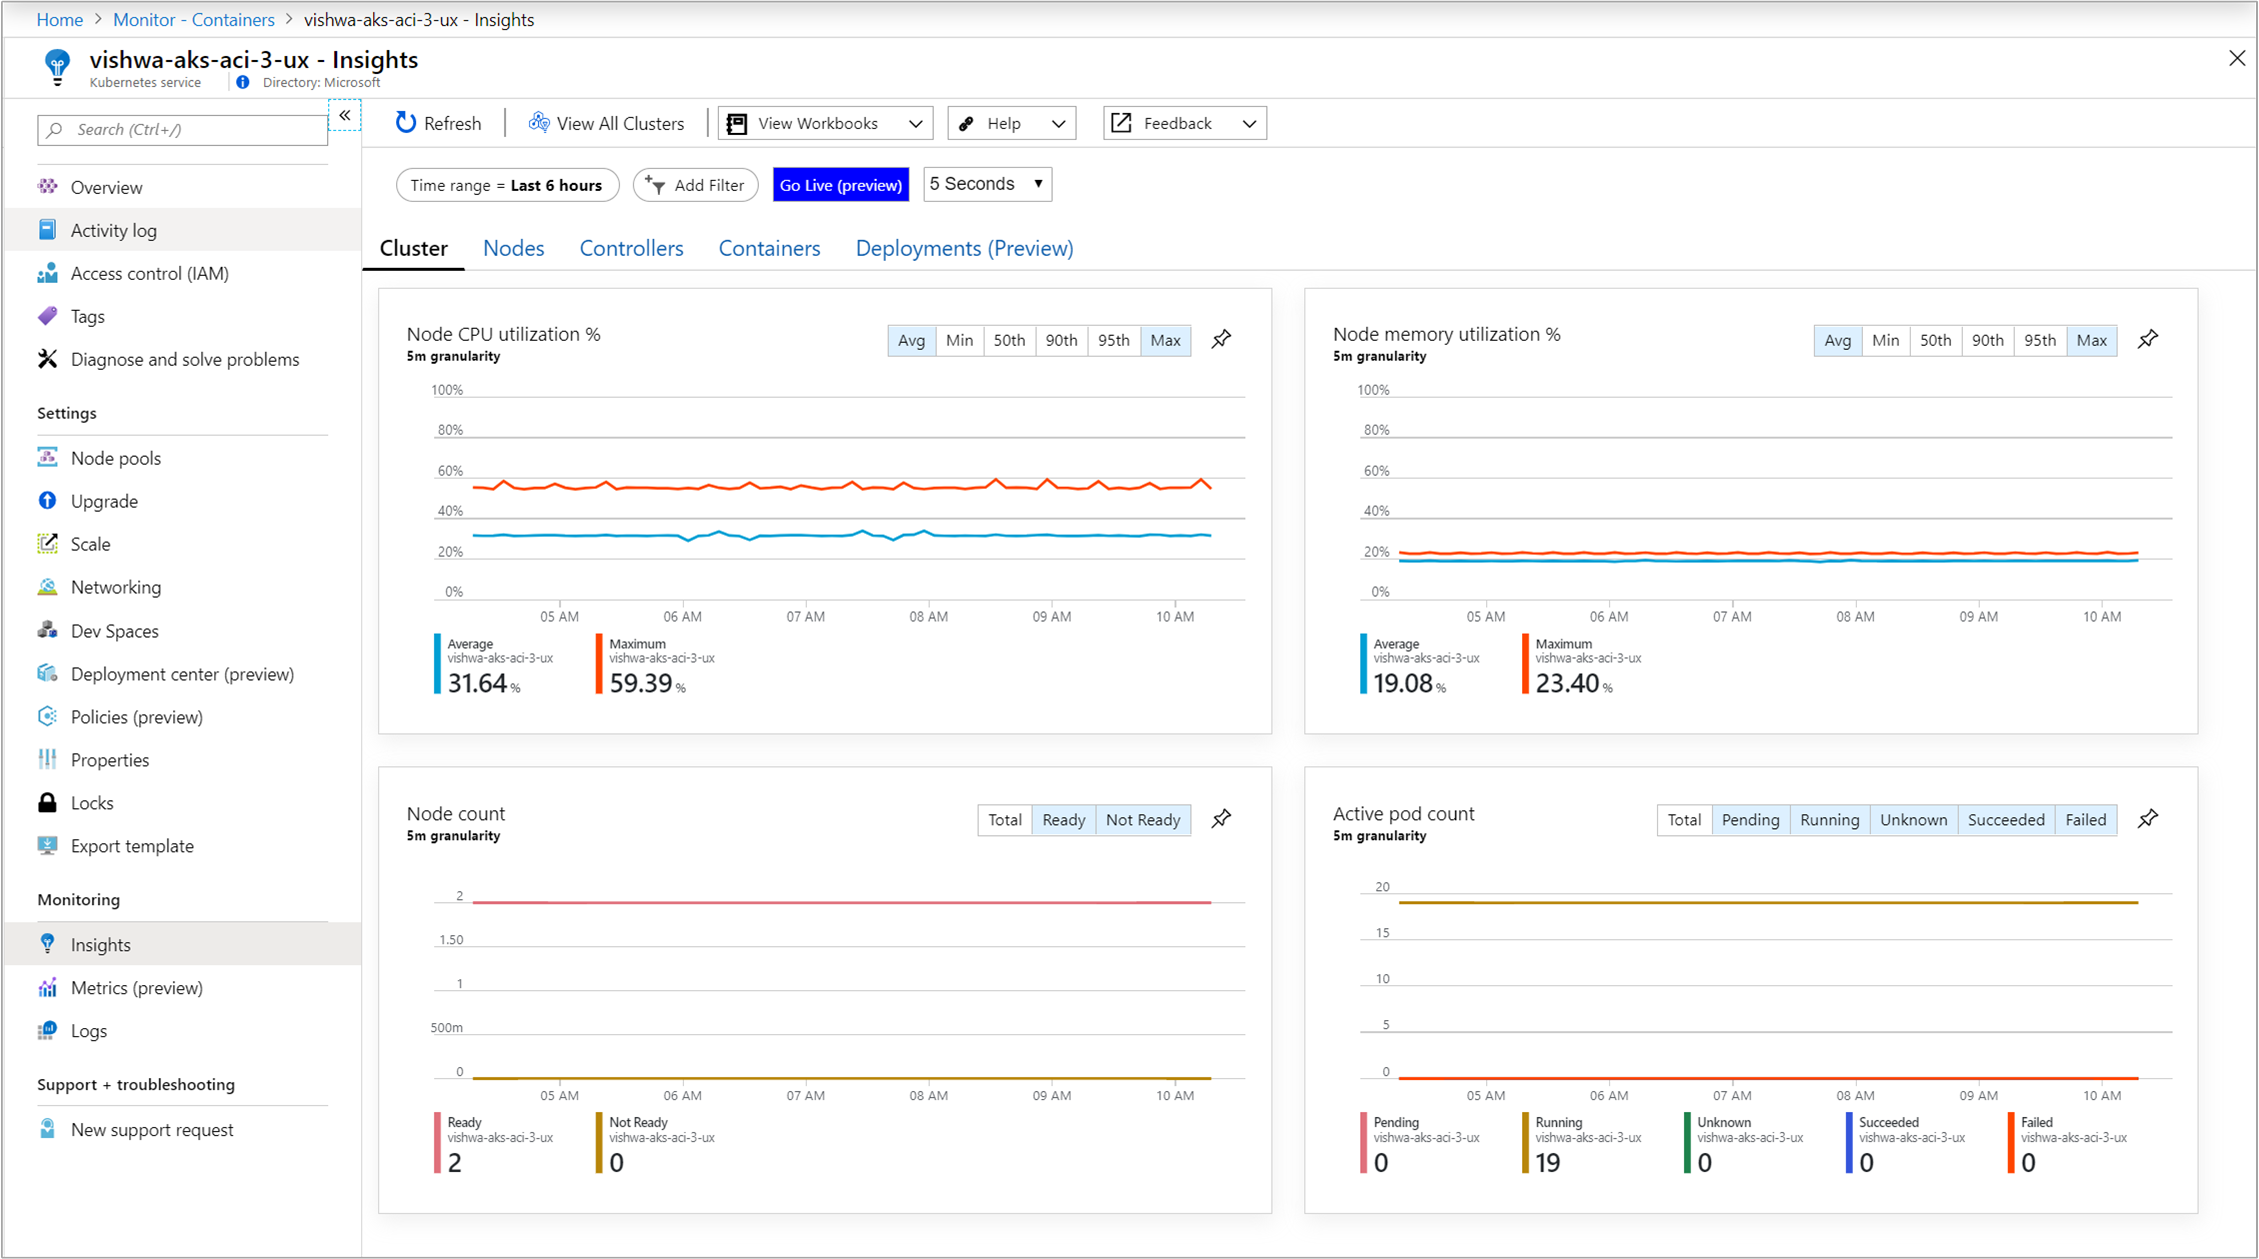 Home > Monitor - Containers > vishwa-aks-aci-3-ux - Insights
vishwa-aks-aci-3-ux - Insights
Kubernetes service
Directory: Microsoft
Search (Ctrl+/)
«
Overview
Activity log
Access control (IAM)
Tags
Diagnose and solve problems
Settings
Node pools
Upgrade
Scale
Networking
Dev Spaces
Deployment center (preview)
Policies (preview)
Properties
Locks
Export template
Monitoring
Insights
Metrics (preview)
Logs
Support + troubleshooting
New support request
Refresh
View All Clusters
View Workbooks
Help
Feedback
Time range = Last 6 hours
Add Filter
Go Live (preview)
5 Seconds
Cluster
Nodes
Controllers
Containers
Deployments (Preview)
Node CPU utilization %
5m granularity
Avg Min 50th 90th 95th Max
100%
80%
60%
40%
20%
0%
05 AM 06 AM 07 AM 08 AM 09 AM 10 AM
Average
vishwa-aks-aci-3-ux
31.64 %
Maximum
vishwa-aks-aci-3-ux
59.39 %
Node memory utilization %
5m granularity
Avg Min 50th 90th 95th Max
100%
80%
60%
40%
20%
0%
05 AM 06 AM 07 AM 08 AM 09 AM 10 AM
Average
vishwa-aks-aci-3-ux
19.08 %
Maximum
vishwa-aks-aci-3-ux
23.40 %
Node count
5m granularity
Total Ready Not Ready
2
1.50
1
500m
0
05 AM 06 AM 07 AM 08 AM 09 AM 10 AM
Ready
vishwa-aks-aci-3-ux
2
Not Ready
vishwa-aks-aci-3-ux
0
Active pod count
5m granularity
Total Pending Running Unknown Succeeded Failed
20
15
10
5
0
05 AM 06 AM 07 AM 08 AM 09 AM 10 AM
Pending
vishwa-aks-aci-3-ux
0
Running
vishwa-aks-aci-3-ux
19
Unknown
vishwa-aks-aci-3-ux
0
Succeeded
vishwa-aks-aci-3-ux
0
Failed
vishwa-aks-aci-3-ux
0